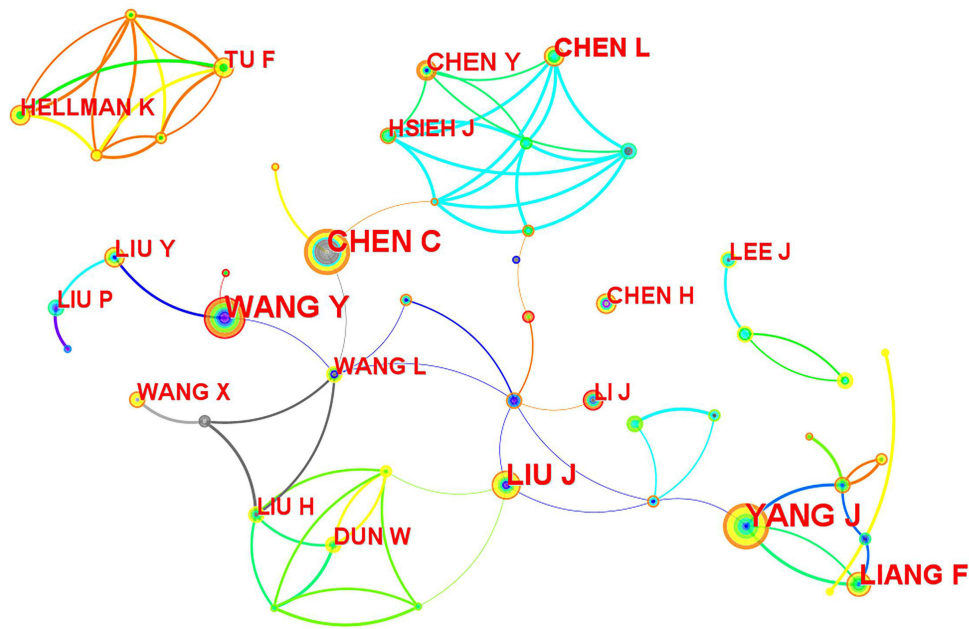 CHEN L
TU F
CHEN Y
HELLMAN K
HSIEH J
CHEN C
LIU Y
LEE J
LIU P
WANG Y
CHEN H
WANG L
WANG X
LI J
LIU J
LIU H
YANG J
DUN W
LIANG F